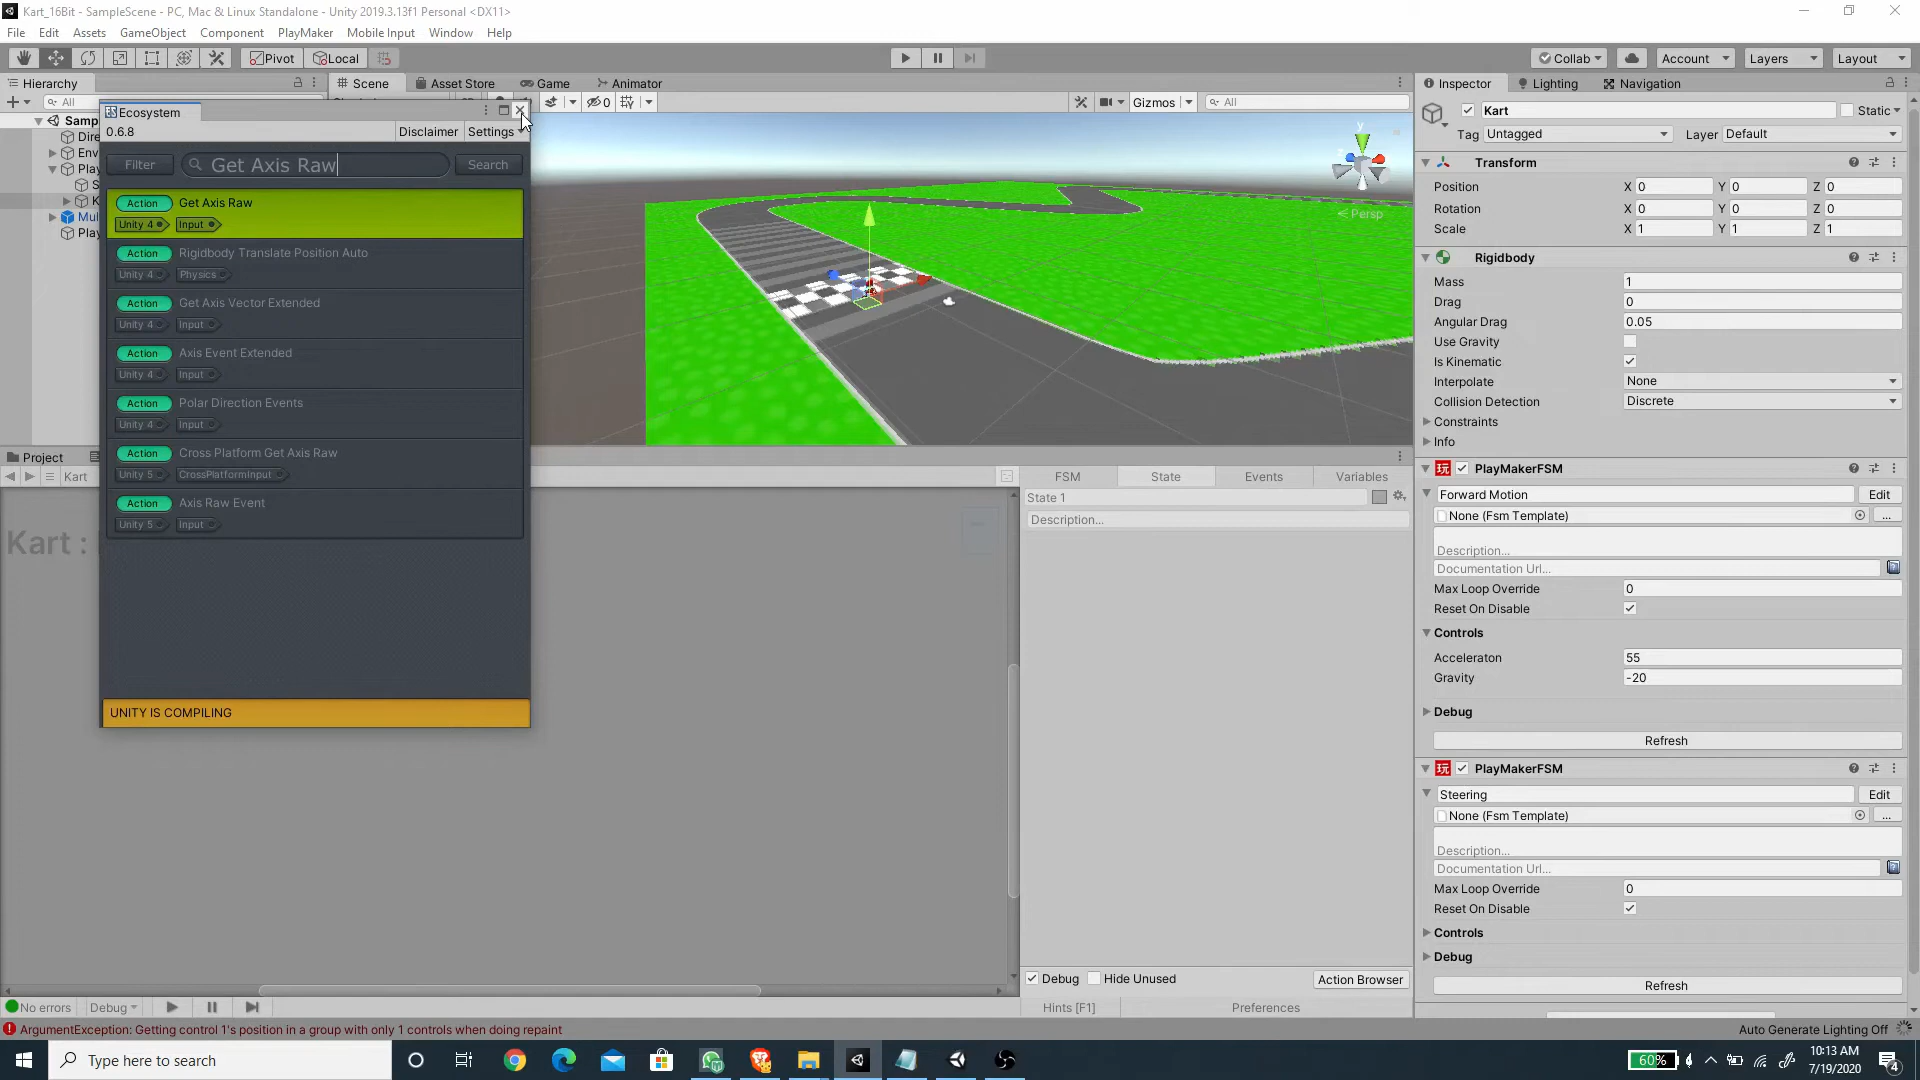 Kart_16Bit - SampleScene - PC, Mac & Linux Standalone - Unity 2019.3.13f1 Personal <DX11>
File Edit Assets GameObject Component PlayMaker Mobile Input Window Help
Pivot Local Collab Account Layers Layout
Hierarchy Scene Asset Store Game Animator Inspector Lighting Navigation
All 0 Gizmos All
Ecosystem
0.6.8 Disclaimer Settings
Filter Get Axis Raw Search
Action Get Axis Raw
Unity 4 Input
Action Rigidbody Translate Position Auto
Unity 4 Physics
Action Get Axis Vector Extended
Unity 4 Input
Action Axis Event Extended
Unity 4 Input
Action Polar Direction Events
Unity 4 Input
Action Cross Platform Get Axis Raw
Unity 5 CrossPlatformInput
Action Axis Raw Event
Unity 5 Input
UNITY IS COMPILING
Samp
Dire
Env
Play
S
K
Mul
Play
y
< Persp
Project
Kart
Kart :
FSM State Events Variables
State 1
Description...
Debug Hide Unused Action Browser
Hints [F1] Preferences
Kart Static
Tag Untagged Layer Default
Transform
Position X 0 Y 0 Z 0
Rotation X 0 Y 0 Z 0
Scale X 1 Y 1 Z 1
Rigidbody
Mass 1
Drag 0
Angular Drag 0.05
Use Gravity
Is Kinematic
Interpolate None
Collision Detection Discrete
Constraints
Info
PlayMakerFSM
Forward Motion Edit
None (Fsm Template) ...
Description...
Documentation Url...
Max Loop Override 0
Reset On Disable
Controls
Acceleraton 55
Gravity -20
Debug
Refresh
PlayMakerFSM
Steering Edit
None (Fsm Template) ...
Description...
Documentation Url...
Max Loop Override 0
Reset On Disable
Controls
Debug
Refresh
No errors Debug
ArgumentException: Getting control 1's position in a group with only 1 controls when doing repaint
Auto Generate Lighting Off
Type here to search
60%
10:13 AM
7/19/2020
4